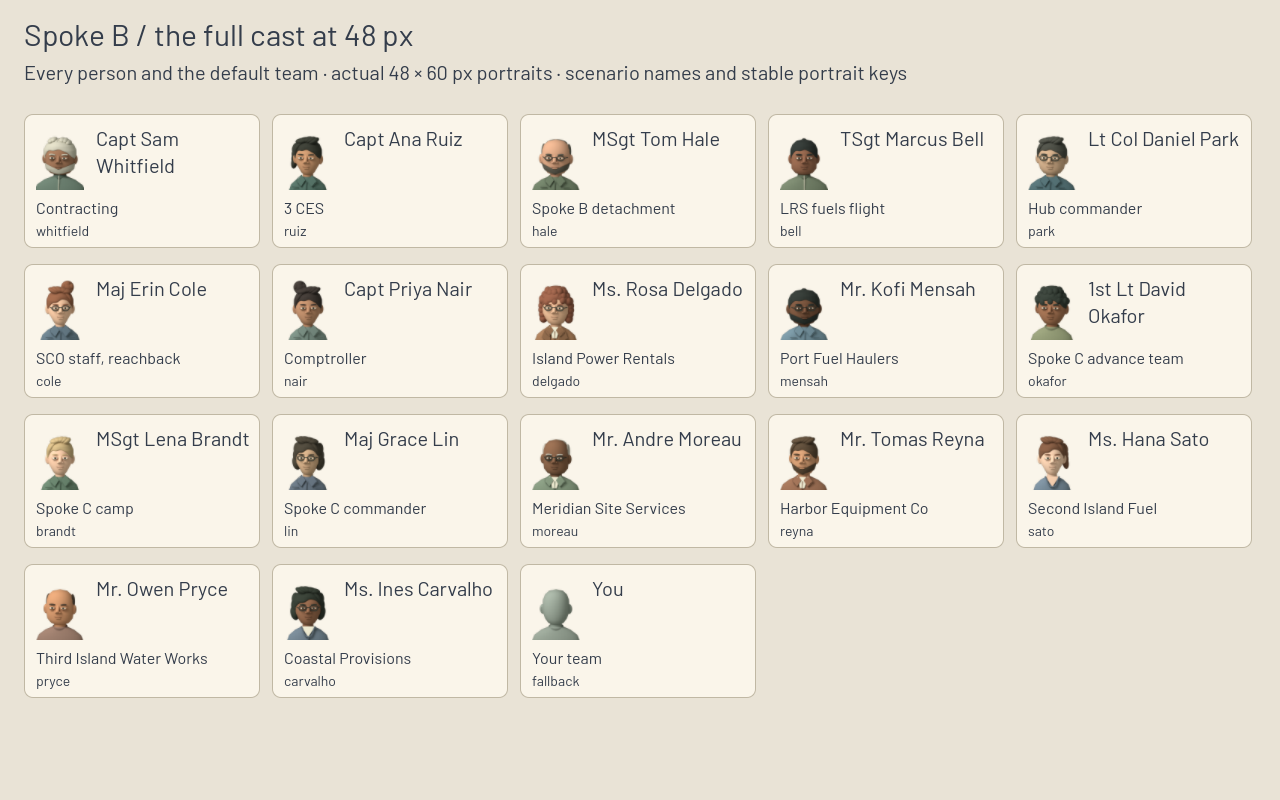 Spoke B / the full cast at 48 px
Every person and the default team · actual 48 × 60 px portraits · scenario names and stable portrait keys
Capt Sam
Whitfield
Contracting
whitfield
Capt Ana Ruiz
3 CES
ruiz
MSgt Tom Hale
Spoke B detachment
hale
TSgt Marcus Bell
LRS fuels flight
bell
Lt Col Daniel Park
Hub commander
park
Maj Erin Cole
SCO staff, reachback
cole
Capt Priya Nair
Comptroller
nair
Ms. Rosa Delgado
Island Power Rentals
delgado
Mr. Kofi Mensah
Port Fuel Haulers
mensah
1st Lt David
Okafor
Spoke C advance team
okafor
MSgt Lena Brandt
Spoke C camp
brandt
Maj Grace Lin
Spoke C commander
lin
Mr. Andre Moreau
Meridian Site Services
moreau
Mr. Tomas Reyna
Harbor Equipment Co
reyna
Ms. Hana Sato
Second Island Fuel
sato
Mr. Owen Pryce
Third Island Water Works
pryce
Ms. Ines Carvalho
Coastal Provisions
carvalho
You
Your team
fallback